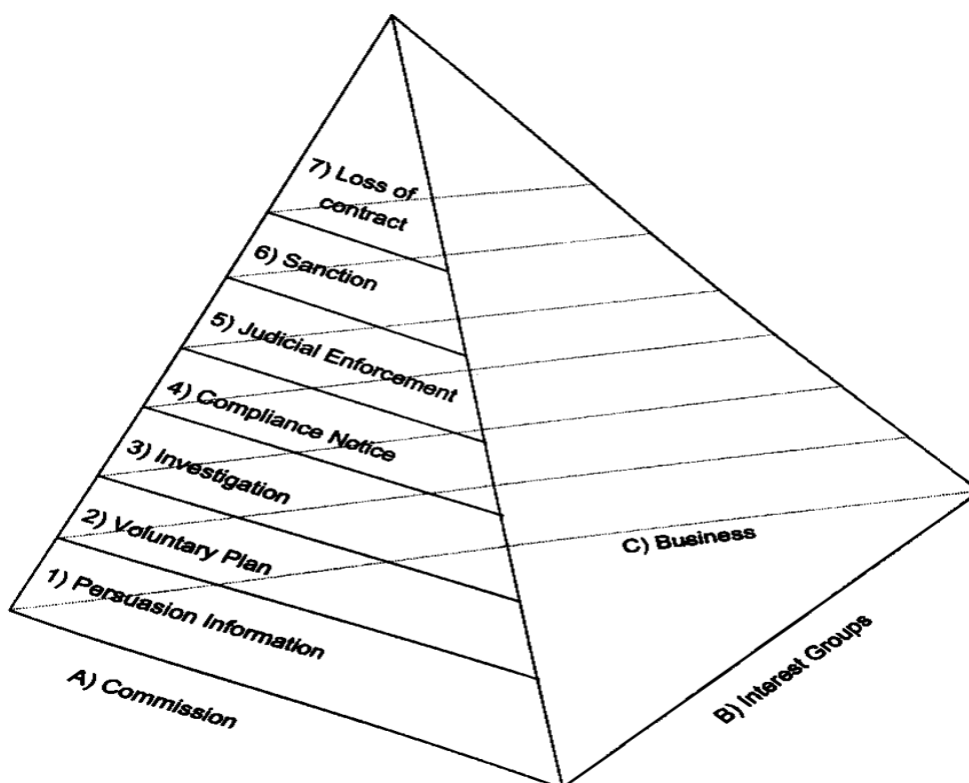 7) Loss of
contract
6) Sanction
5) Judicial Enforcement
4) Compliance Notice
3) Investigation
2) Voluntary Plan
1) Persuasion Information
A) Commission
C) Business
B) Interest Groups